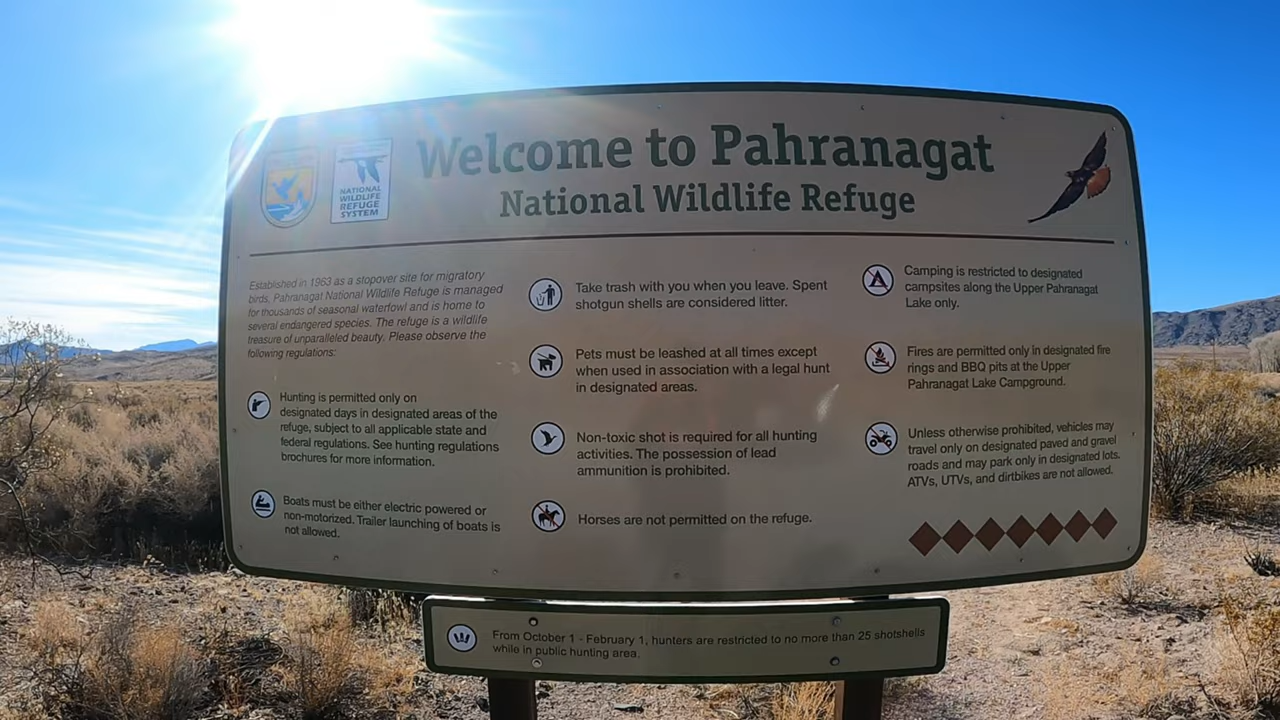 Welcome to Pahranagat
National Wildlife Refuge
NATIONAL
WILDLIFE
REFUGE
SYSTEM
Established in 1963 as a stopover site for migratory
birds, Pahranagat National Wildlife Refuge is managed
for thousands of seasonal waterfowl and is home to
several endangered species. The refuge is a wildlife
treasure of unparalleled beauty. Please observe the
following regulations:
Hunting is permitted only on
designated days in designated areas of the
refuge, subject to all applicable state and
federal regulations. See hunting regulations
brochures for more information.
Boats must be either electric powered or
non-motorized. Trailer launching of boats is
not allowed.
Take trash with you when you leave. Spent
shotgun shells are considered litter.
Pets must be leashed at all times except
when used in association with a legal hunt
in designated areas.
Non-toxic shot is required for all hunting
activities. The possession of lead
ammunition is prohibited.
Horses are not permitted on the refuge.
Camping is restricted to designated
campsites along the Upper Pahranagat
Lake only.
Fires are permitted only in designated fire
rings and BBQ pits at the Upper
Pahranagat Lake Campground.
Unless otherwise prohibited, vehicles may
travel only on designated paved and gravel
roads and may park only in designated lots.
ATVs, UTVs, and dirtbikes are not allowed.
From October 1 - February 1, hunters are restricted to no more than 25 shotshells
while in public hunting area.